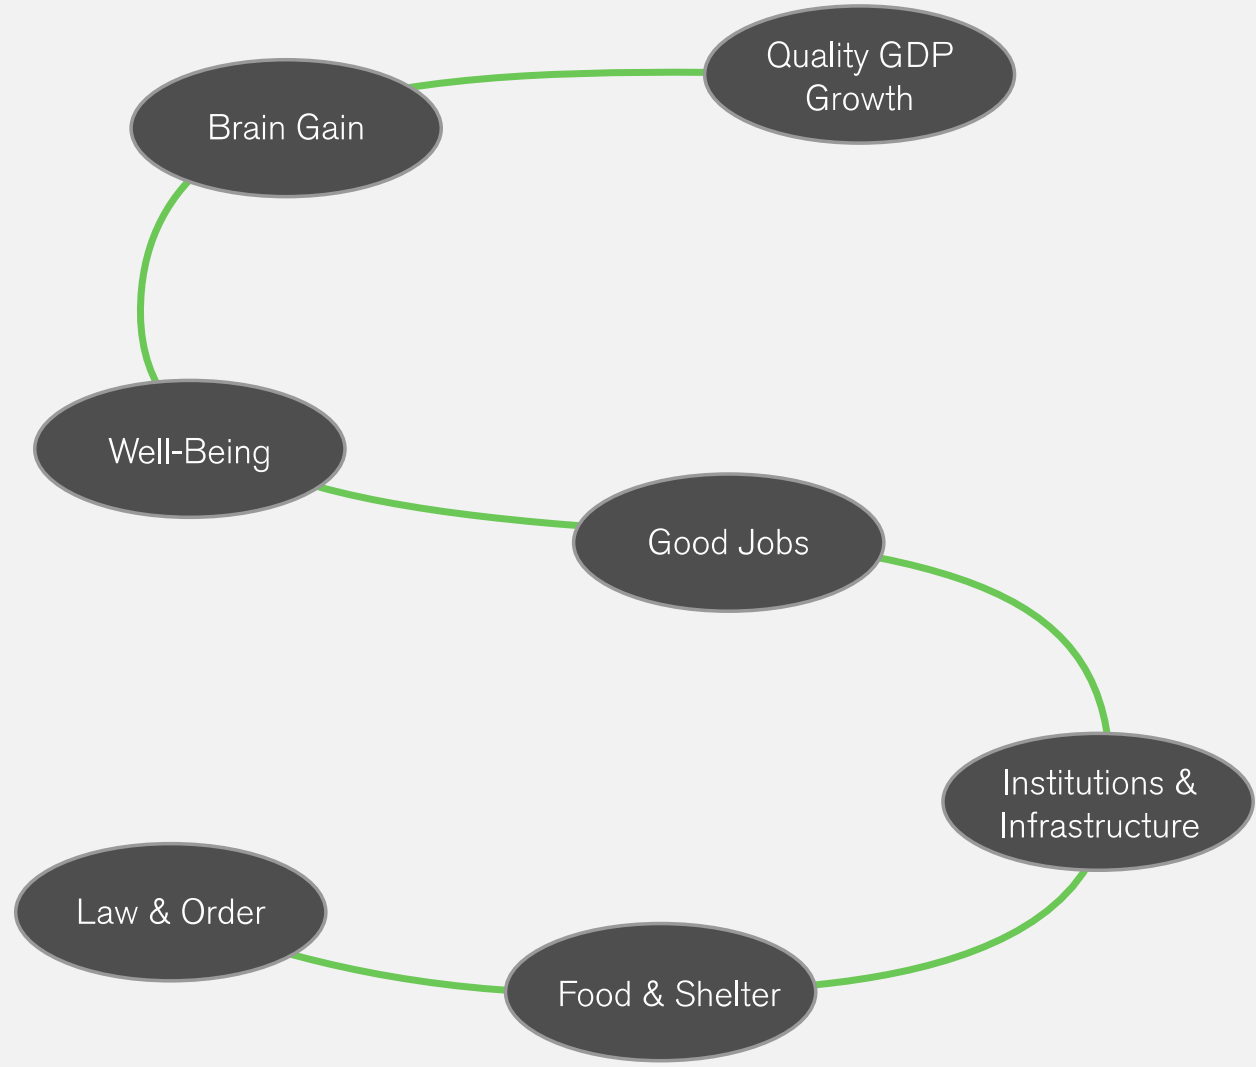 Quality GDP
Growth
Brain Gain
Well-Being
Good Jobs
Institutions &
Infrastructure
Law & Order
Food & Shelter